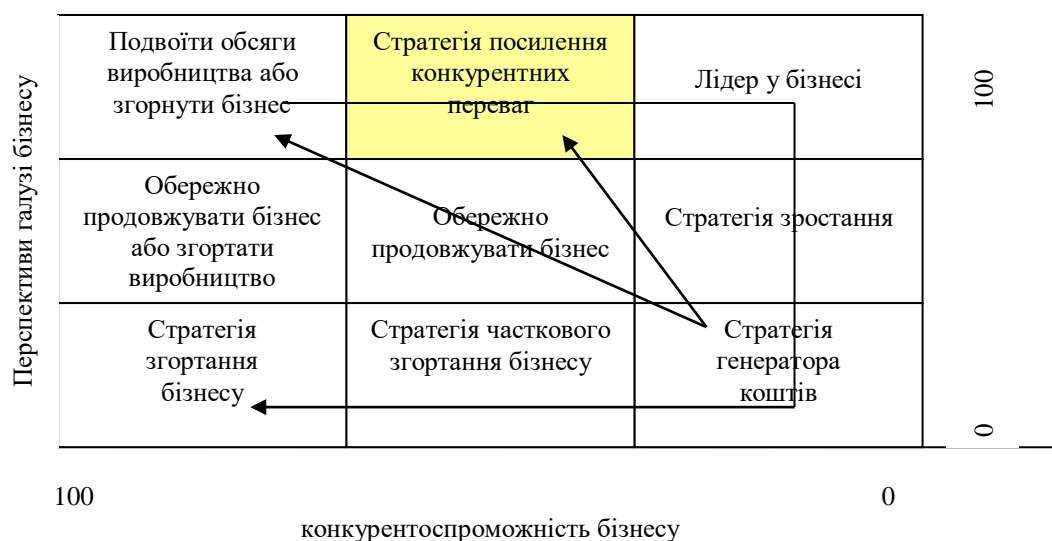 Перспективи галузі бізнесу
Подвоїти обсяги
виробництва або
згорнути бізнес
Стратегія посилення
конкурентних
переваг
Лідер у бізнесі
100
Обережно
продовжувати бізнес
або згортати
виробництво
Обережно
продовжувати бізнес
Стратегія зростання
Стратегія
згортання
бізнесу
Стратегія часткового
згортання бізнесу
Стратегія
генератора
коштів
0
100
0
конкурентоспроможність бізнесу